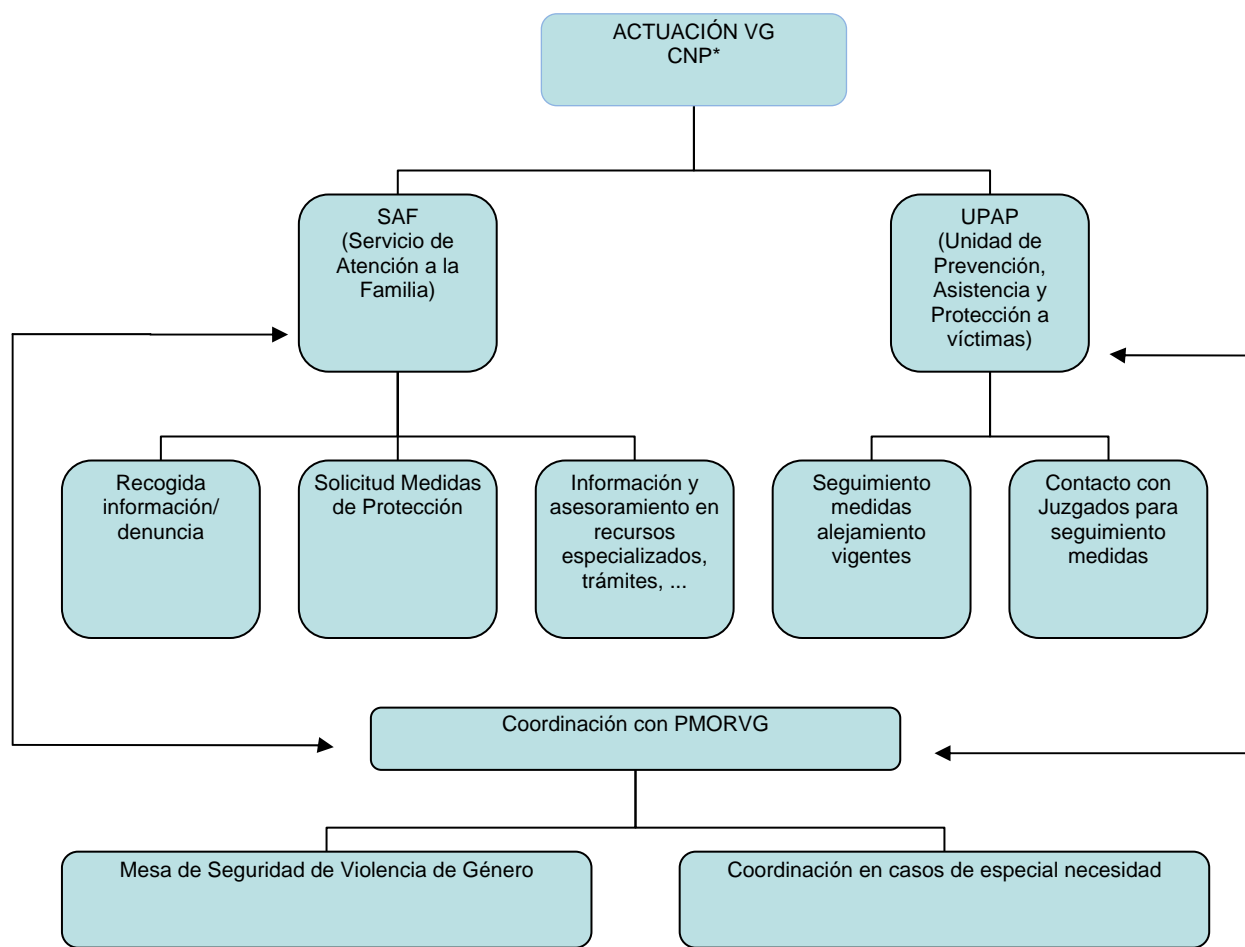 ACTUACIÓN VG
CNP*
SAF
(Servicio de
Atención a la
Familia)
UPAP
(Unidad de
Prevención,
Asistencia y
Protección a
víctimas)
Recogida
información/
denuncia
Solicitud Medidas
de Protección
Información y
asesoramiento en
recursos
especializados,
trámites, ...
Seguimiento
medidas
alejamiento
vigentes
Contacto con
Juzgados para
seguimiento
medidas
Coordinación con PMORVG
Mesa de Seguridad de Violencia de Género
Coordinación en casos de especial necesidad